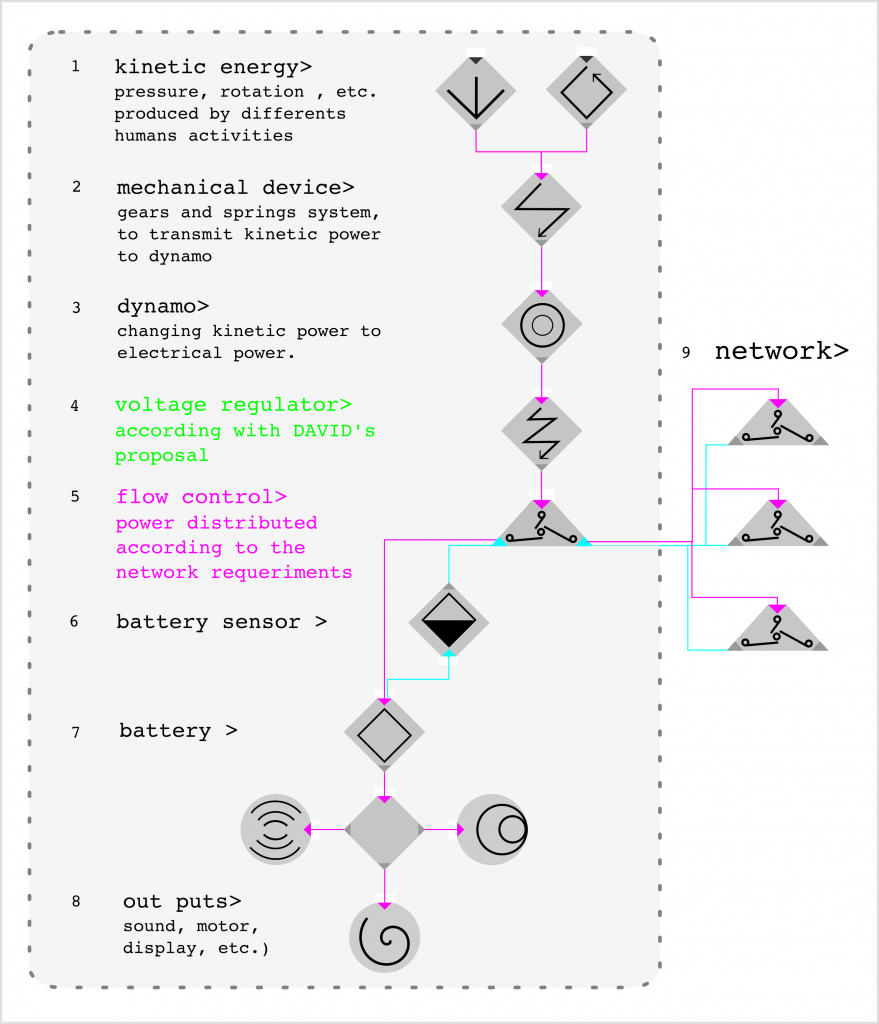 1 kinetic energy>
pressure, rotation , etc.
produced by differents
humans activities
2 mechanical device>
gears and springs system,
to transmit kinetic power
to dynamo
3 dynamo>
changing kinetic power to
electrical power.
9 network>
4 voltage regulator>
according with DAVID's
proposal
5 flow control>
power distributed
according to the
network requeriments
6 battery sensor >
7 battery >
8 out puts>
sound, motor,
display, etc.)